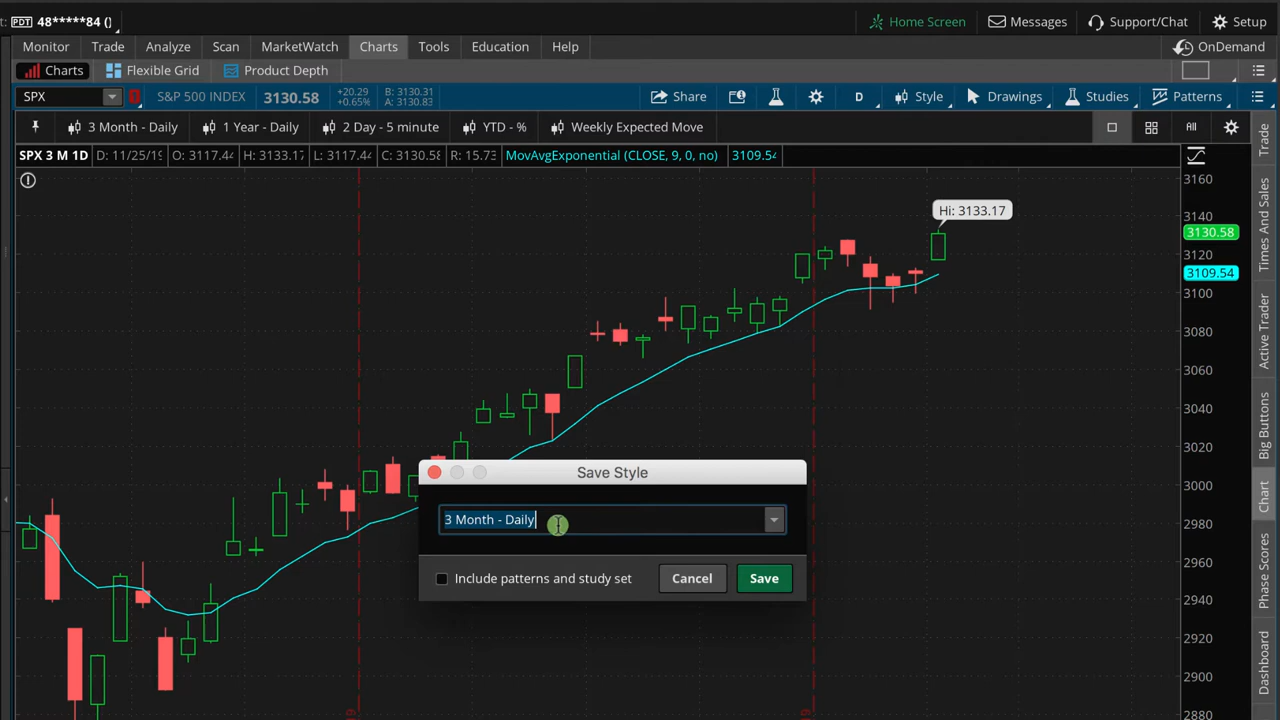 t: PDT 48*****84 ()
Home Screen
Messages
Support/Chat
Setup
Monitor
Trade
Analyze
Scan
MarketWatch
Charts
Tools
Education
Help
OnDemand
Charts
Flexible Grid
Product Depth
SPX
S&P 500 INDEX
3130.58
+20.29
+0.65%
B: 3130.31
A: 3130.83
Share
D
Style
Drawings
Studies
Patterns
3 Month - Daily
1 Year - Daily
2 Day - 5 minute
YTD - %
Weekly Expected Move
All
SPX 3 M 1D
D: 11/25/19
O: 3117.44
H: 3133.17
L: 3117.44
C: 3130.58
R: 15.73
MovAvgExponential (CLOSE, 9, 0, no)
3109.54
Hi: 3133.17
3160
3140
3130.58
3120
3109.54
3100
3080
3060
3040
3020
3000
2980
2960
2940
2920
2900
2880
Save Style
3 Month - Daily
Include patterns and study set
Cancel
Save
Trade
Times And Sales
Active Trader
Big Buttons
Chart
Phase Scores
Dashboard